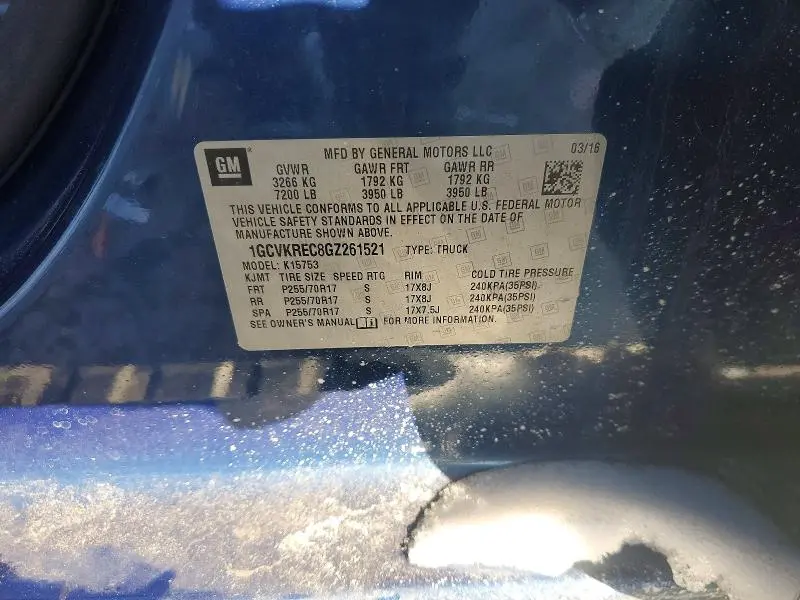 GM
MFD BY GENERAL MOTORS LLC 03/16
GVWR GAWR FRT GAWR RR
3266 KG 1792 KG 1792 KG
7200 LB 3950 LB 3950 LB
THIS VEHICLE CONFORMS TO ALL APPLICABLE U.S. FEDERAL MOTOR
VEHICLE SAFETY STANDARDS IN EFFECT ON THE DATE OF
MANUFACTURE SHOWN ABOVE.
1GCVKREC8GZ261521 TYPE: TRUCK
MODEL: K15753
KJMT TIRE SIZE SPEED RTG RIM COLD TIRE PRESSURE
FRT P255/70R17 S 17X8J 240KPA(35PSI)
RR P255/70R17 S 17X8J 240KPA(35PSI)
SPA P255/70R17 S 17X7.5J 240KPA(35PSI)
SEE OWNER'S MANUAL FOR MORE INFORMATION.